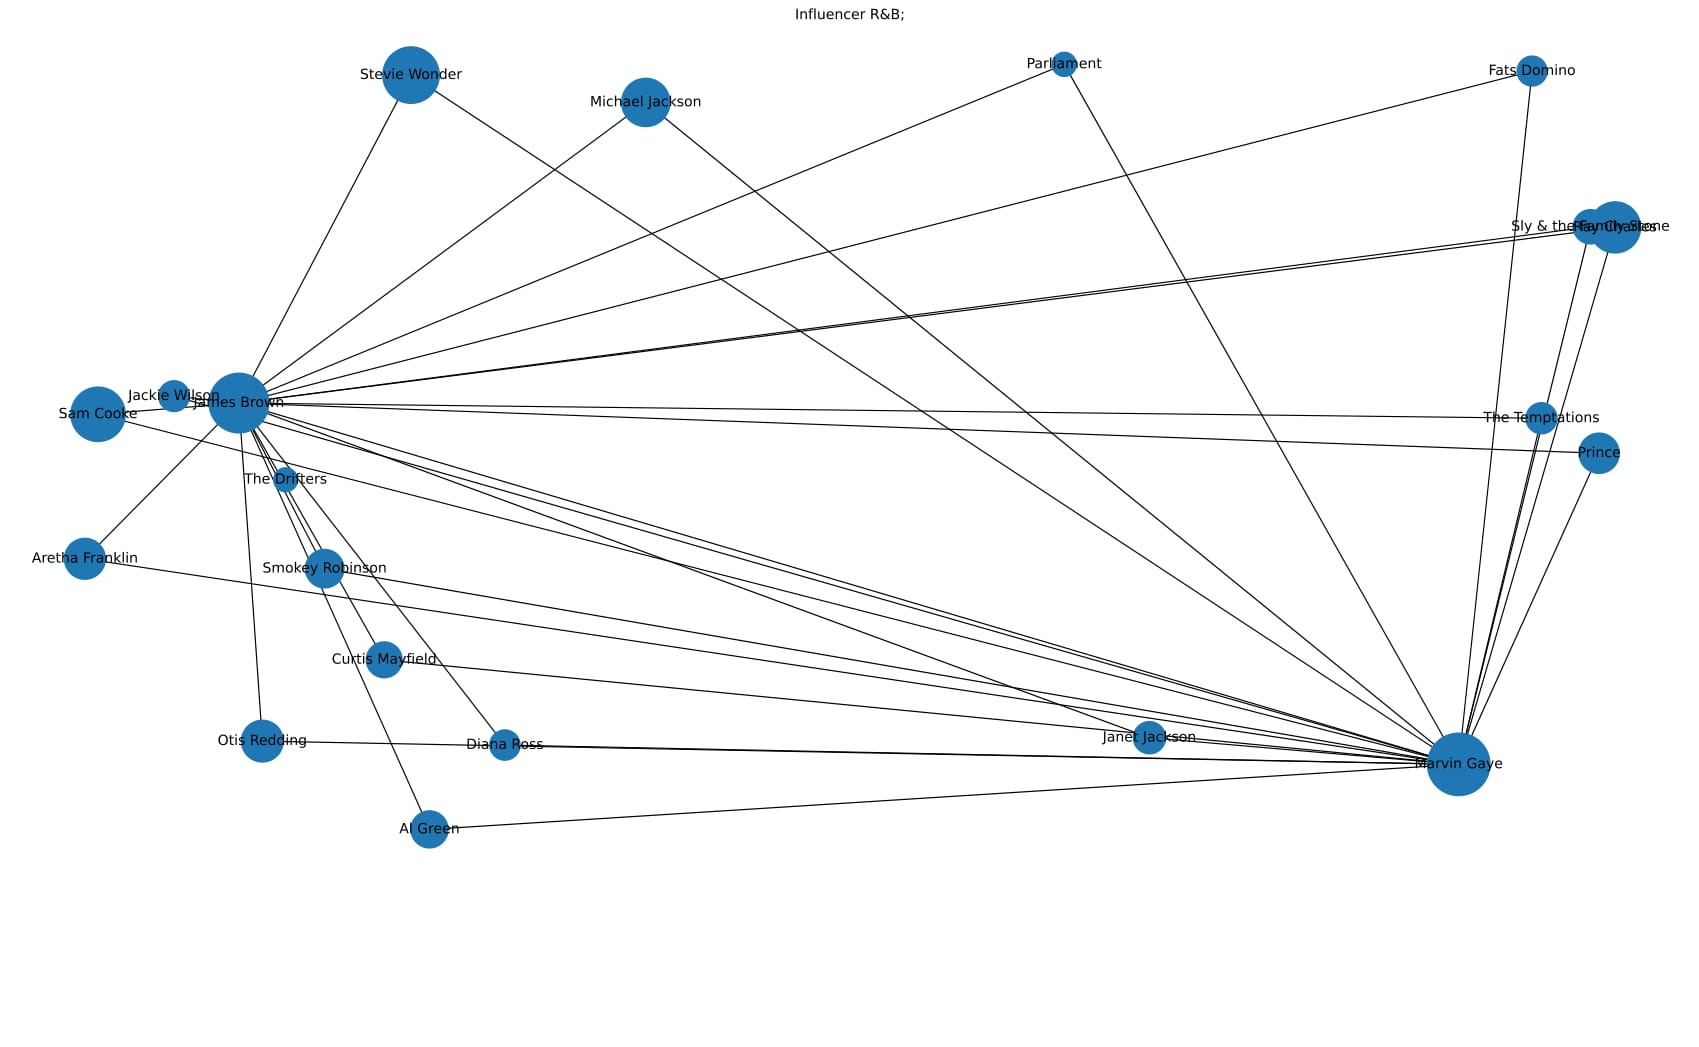 Influencer R&B;
Stevie Wonder
Michael Jackson
Parliament
Fats Domino
Sly & the Family Stone
Ray Charles
Jackie Wilson
James Brown
Sam Cooke
The Temptations
Prince
The Drifters
Aretha Franklin
Smokey Robinson
Curtis Mayfield
Otis Redding
Diana Ross
Janet Jackson
Marvin Gaye
Al Green